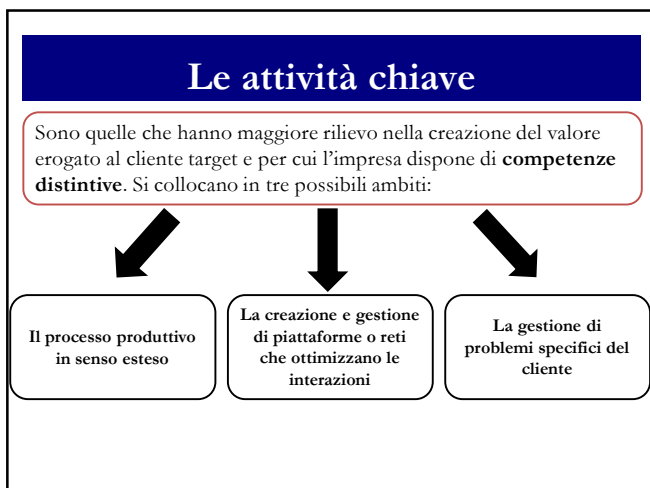 Le attività chiave
Sono quelle che hanno maggiore rilievo nella creazione del valore
erogato al cliente target e per cui l’impresa dispone di competenze
distintive. Si collocano in tre possibili ambiti:
Il processo produttivo
in senso esteso
La creazione e gestione
di piattaforme o reti
che ottimizzano le
interazioni
La gestione di
problemi specifici del
cliente